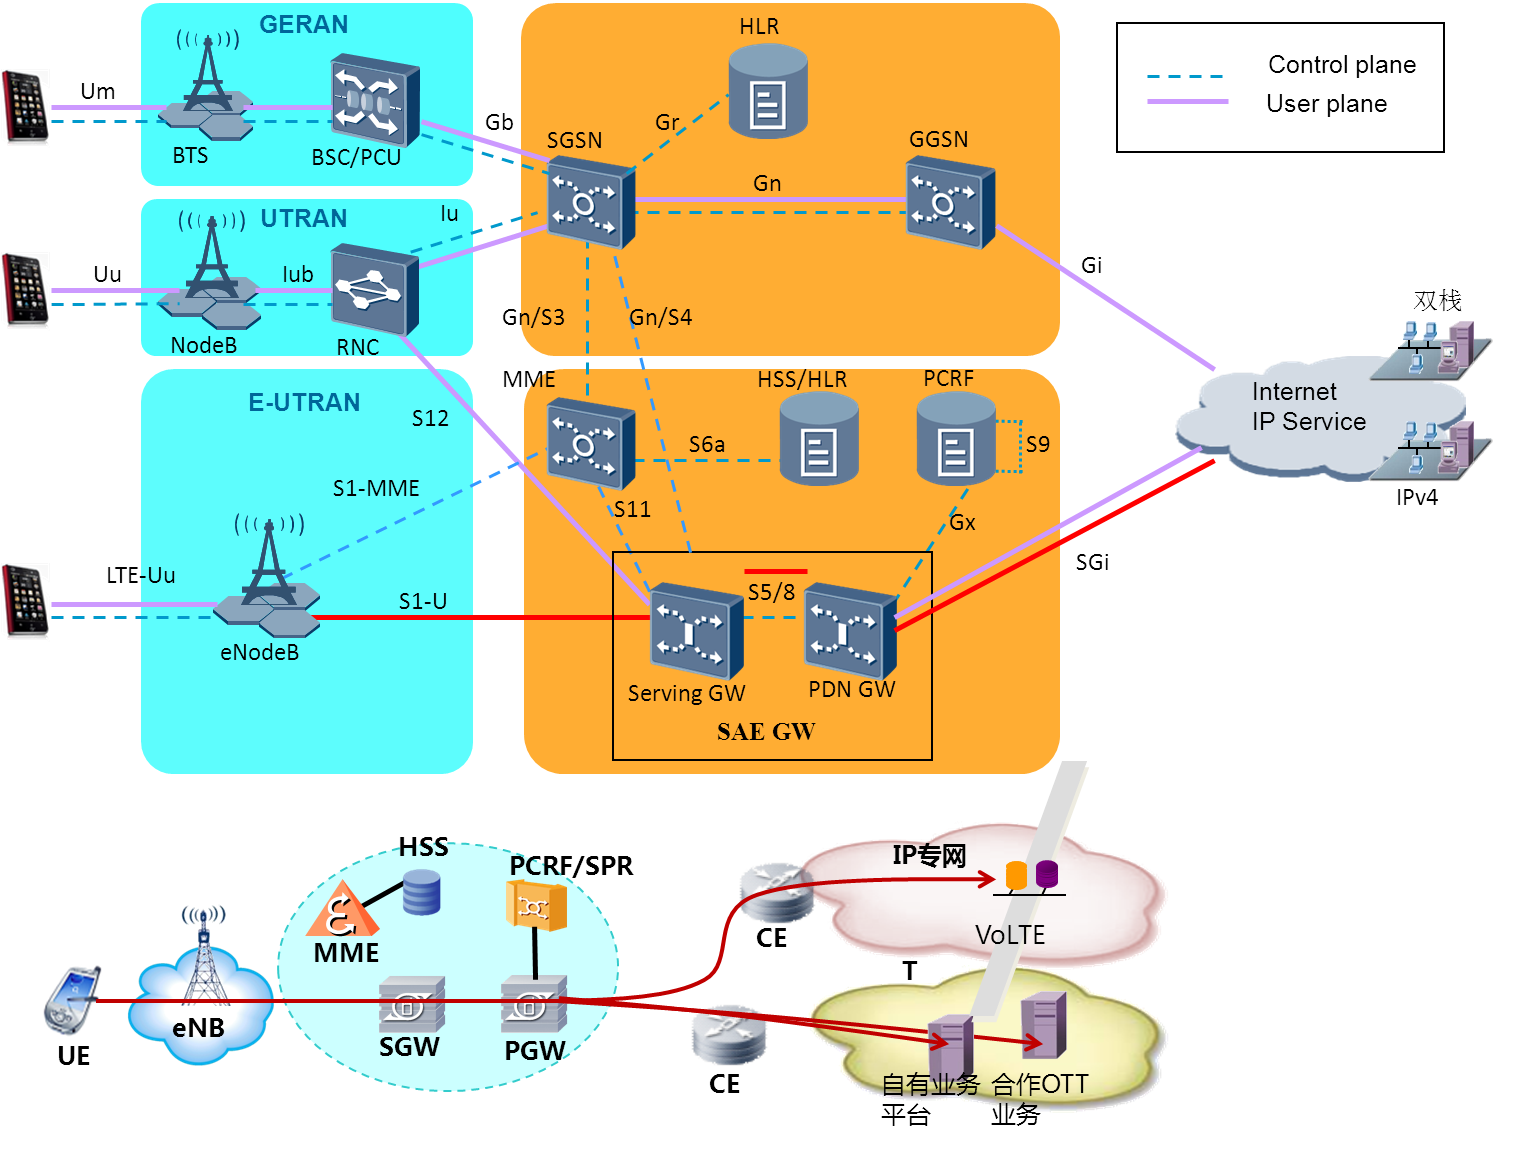 GERAN
HLR
Control plane
User plane
Um
BTS
BSC/PCU
Gb
SGSN
Gr
GGSN
Gn
UTRAN
Iu
Uu
Iub
NodeB
RNC
Gn/S3
Gn/S4
Gi
双栈
E-UTRAN
MME
HSS/HLR
PCRF
Internet
IP Service
S12
S6a
S9
S1-MME
S11
Gx
IPv4
LTE-Uu
S1-U
S5/8
SGi
eNodeB
Serving GW
PDN GW
SAE GW
HSS
PCRF/SPR
IP专网
MME
CE
VoLTE
T
eNB
UE
SGW
PGW
CE
自有业务
平台
合作OTT
业务